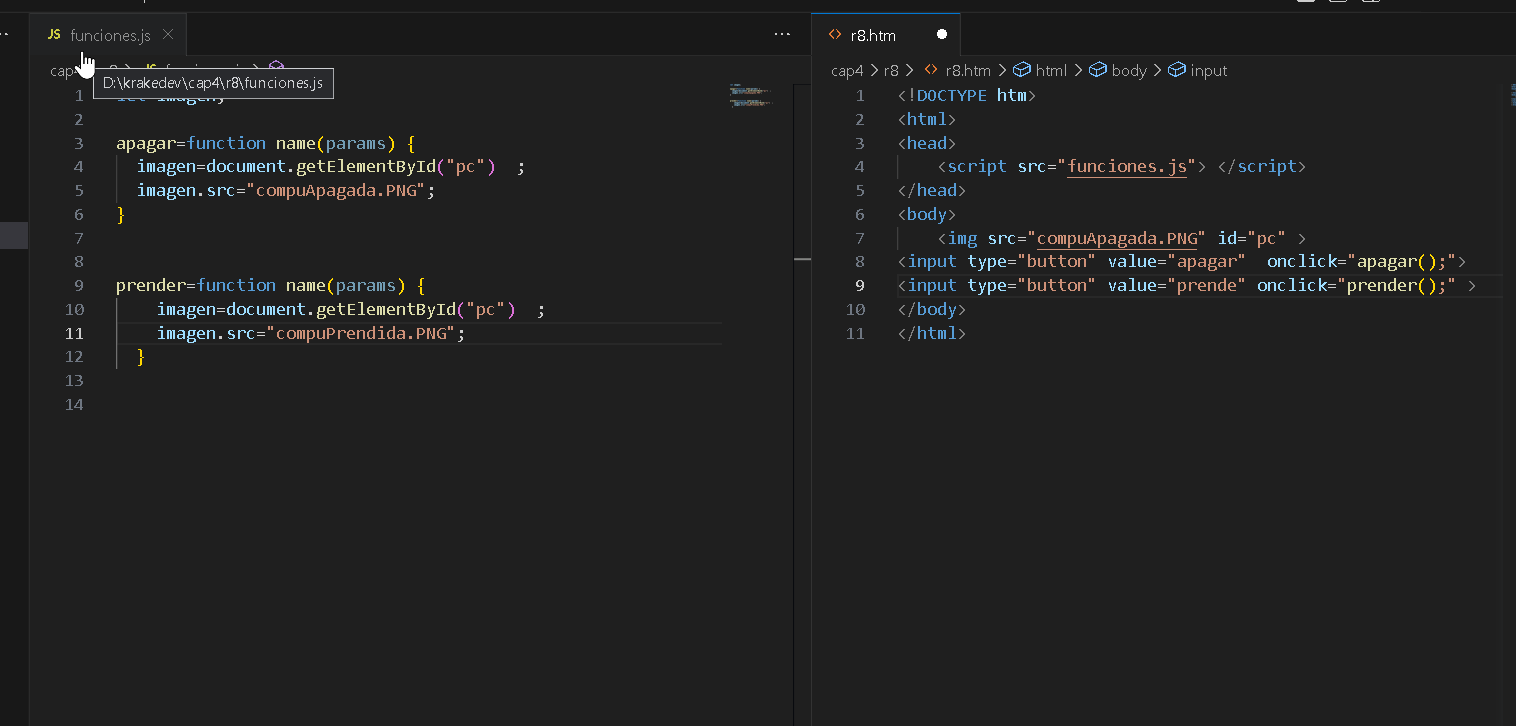 JS funciones.js
D:\krakedev\cap4\r8\funciones.js
1
2
3 apagar=function name(params) {
4 imagen=document.getElementById("pc")  ;
5 imagen.src="compuApagada.PNG";
6 }
7
8
9 prender=function name(params) {
10 imagen=document.getElementById("pc")  ;
11 imagen.src="compuPrendida.PNG";
12 }
13
14
<> r8.htm
cap4 > r8 > <> r8.htm > html > body > input
1 <!DOCTYPE htm>
2 <html>
3 <head>
4 <script src="funciones.js"> </script>
5 </head>
6 <body>
7 <img src="compuApagada.PNG" id="pc" >
8 <input type="button" value="apagar"  onclick="apagar();">
9 <input type="button" value="prende" onclick="prender();" >
10 </body>
11 </html>